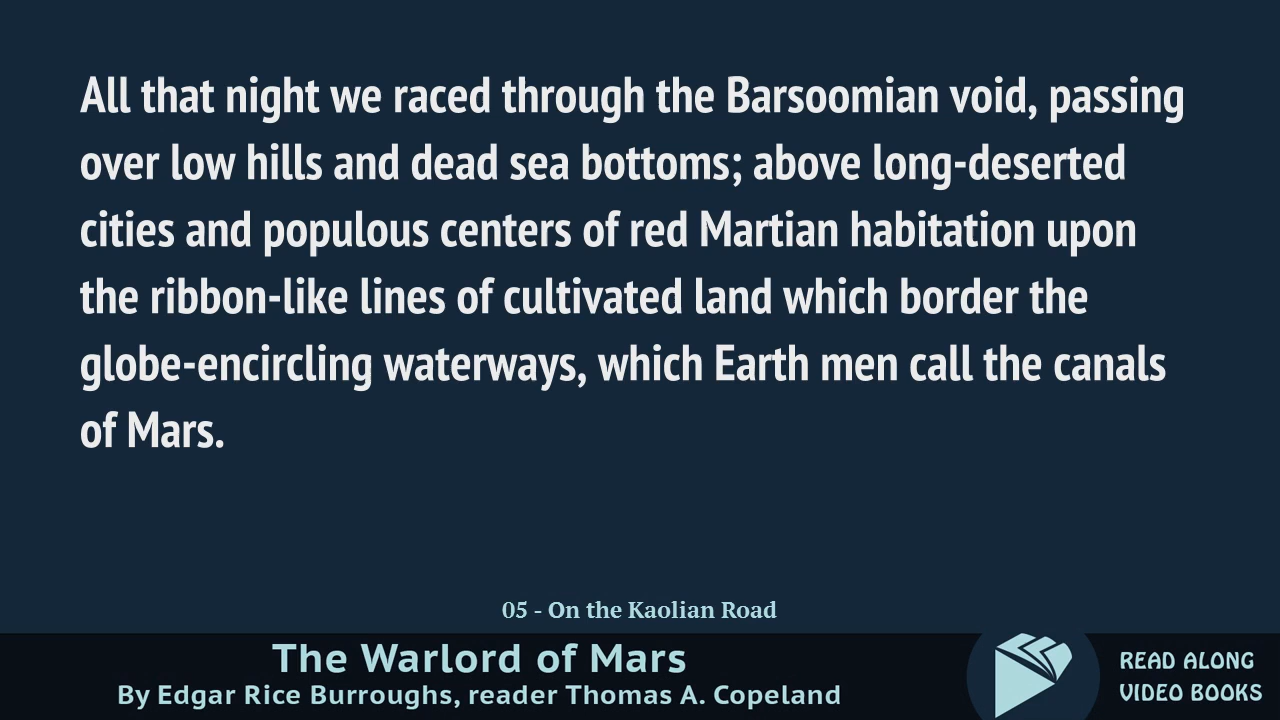 All that night we raced through the Barsoomian void, passing
over low hills and dead sea bottoms; above long-deserted
cities and populous centers of red Martian habitation upon
the ribbon-like lines of cultivated land which border the
globe-encircling waterways, which Earth men call the canals
of Mars.
05 - On the Kaolian Road
The Warlord of Mars
By Edgar Rice Burroughs, reader Thomas A. Copeland
READ ALONG
VIDEO BOOKS